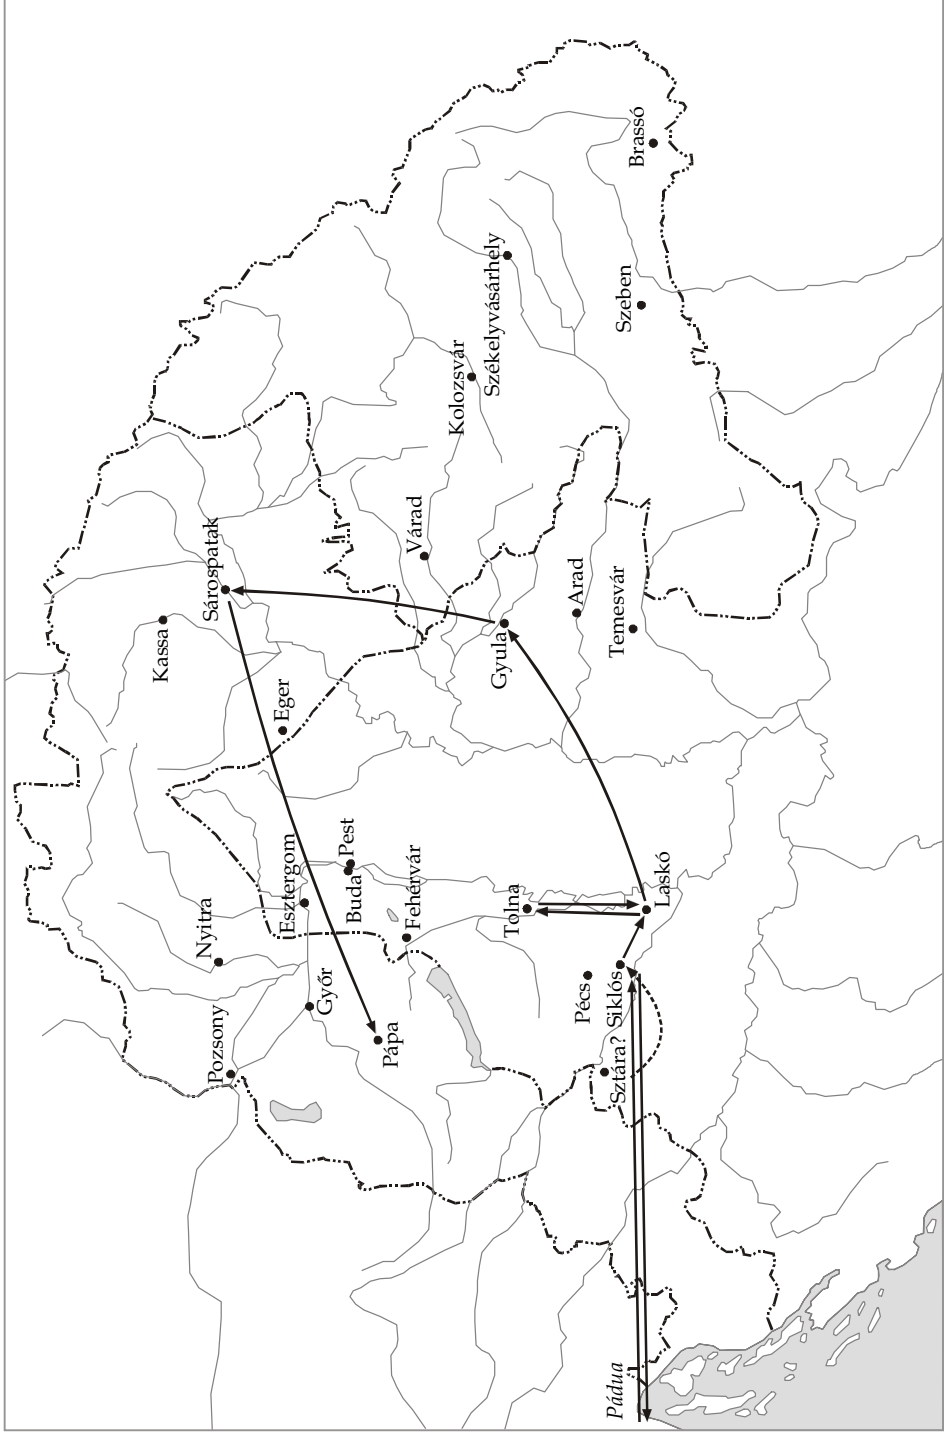 Kassa
Sárospatak
Nyitra
Pozsony
Eger
Esztergom
Győr
Pest
Buda
Pápa
Fehérvár
Várad
Kolozsvár
Székelyvásárhely
Gyula
Tolna
Arad
Pécs
Temesvár
Szeben
Brassó
Sztára?
Siklós
Laskó
Pádua